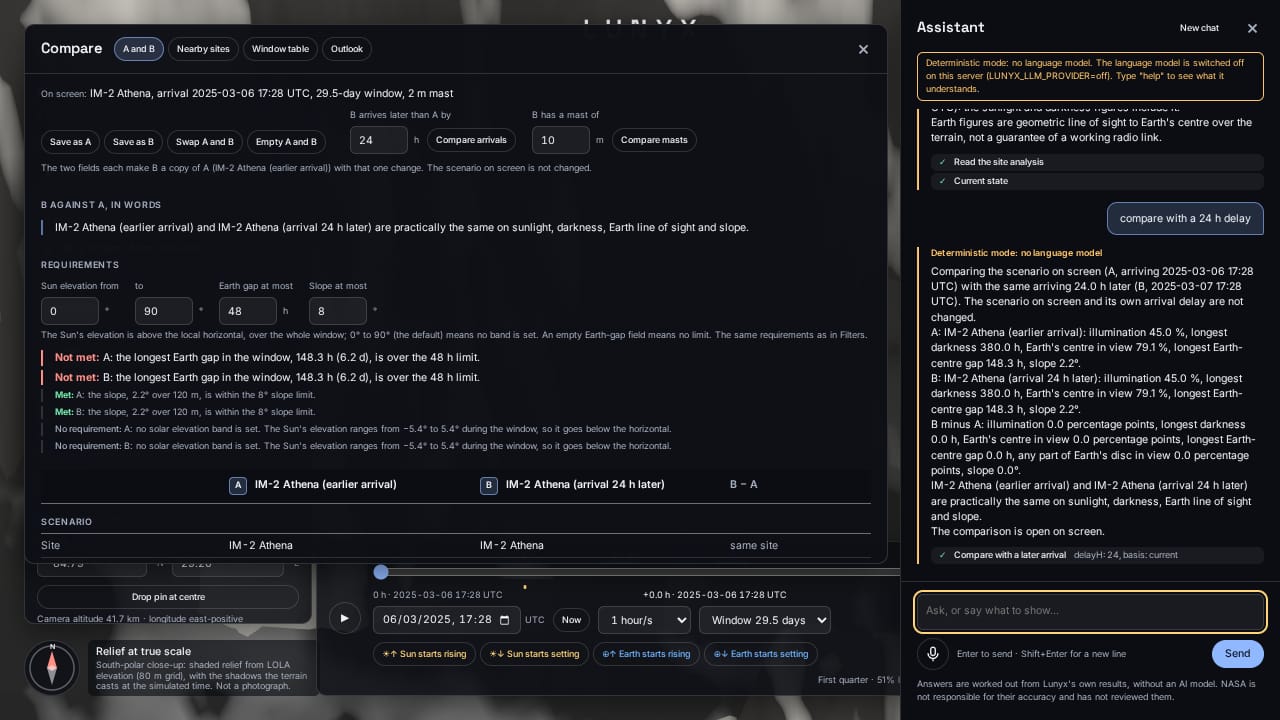 LUNYX
Compare
A and B
Nearby sites
Window table
Outlook
On screen: IM-2 Athena, arrival 2025-03-06 17:28 UTC, 29.5-day window, 2 m mast
Save as A
Save as B
Swap A and B
Empty A and B
B arrives later than A by
24 h
Compare arrivals
B has a mast of
10 m
Compare masts
The two fields each make B a copy of A (IM-2 Athena (earlier arrival)) with that one change. The scenario on screen is not changed.
B AGAINST A, IN WORDS
IM-2 Athena (earlier arrival) and IM-2 Athena (arrival 24 h later) are practically the same on sunlight, darkness, Earth line of sight and slope.
REQUIREMENTS
Sun elevation from to Earth gap at most Slope at most
0 ° 90 ° 48 h 8 °
The Sun's elevation is above the local horizontal, over the whole window; 0° to 90° (the default) means no band is set. An empty Earth-gap field means no limit. The same requirements as in Filters.
Not met: A: the longest Earth gap in the window, 148.3 h (6.2 d), is over the 48 h limit.
Not met: B: the longest Earth gap in the window, 148.3 h (6.2 d), is over the 48 h limit.
Met: A: the slope, 2.2° over 120 m, is within the 8° slope limit.
Met: B: the slope, 2.2° over 120 m, is within the 8° slope limit.
No requirement: A: no solar elevation band is set. The Sun's elevation ranges from −5.4° to 5.4° during the window, so it goes below the horizontal.
No requirement: B: no solar elevation band is set. The Sun's elevation ranges from −5.4° to 5.4° during the window, so it goes below the horizontal.
A IM-2 Athena (earlier arrival) B IM-2 Athena (arrival 24 h later) B − A
SCENARIO
Site IM-2 Athena IM-2 Athena same site
Drop pin at centre
Camera altitude 41.7 km · longitude east-positive
N
Relief at true scale
South-polar close-up: shaded relief from LOLA
elevation (80 m grid), with the shadows the terrain
casts at the simulated time. Not a photograph.
0 h · 2025-03-06 17:28 UTC
+0.0 h · 2025-03-06 17:28 UTC
06/03/2025, 17:28 UTC
Now
1 hour/s
Window 29.5 days
☀↑ Sun starts rising
☀↓ Sun starts setting
⊕↑ Earth starts rising
⊕↓ Earth starts setting
First quarter · 51%
Assistant
New chat
Deterministic mode: no language model. The language model is switched off
on this server (LUNYX_LLM_PROVIDER=off). Type "help" to see what it
understands.
UTC): the sunlight and darkness figures include it.
Earth figures are geometric line of sight to Earth's centre over the
terrain, not a guarantee of a working radio link.
✓ Read the site analysis
✓ Current state
compare with a 24 h delay
Deterministic mode: no language model
Comparing the scenario on screen (A, arriving 2025-03-06 17:28
UTC) with the same arriving 24.0 h later (B, 2025-03-07 17:28
UTC). The scenario on screen and its own arrival delay are not
changed.
A: IM-2 Athena (earlier arrival): illumination 45.0 %, longest
darkness 380.0 h, Earth's centre in view 79.1 %, longest Earth-
centre gap 148.3 h, slope 2.2°.
B: IM-2 Athena (arrival 24 h later): illumination 45.0 %, longest
darkness 380.0 h, Earth's centre in view 79.1 %, longest Earth-
centre gap 148.3 h, slope 2.2°.
B minus A: illumination 0.0 percentage points, longest darkness
0.0 h, Earth's centre in view 0.0 percentage points, longest Earth-
centre gap 0.0 h, any part of Earth's disc in view 0.0 percentage
points, slope 0.0°.
IM-2 Athena (earlier arrival) and IM-2 Athena (arrival 24 h later)
are practically the same on sunlight, darkness, Earth line of sight
and slope.
The comparison is open on screen.
✓ Compare with a later arrival delayH: 24, basis: current
Ask, or say what to show...
Enter to send · Shift+Enter for a new line
Send
Answers are worked out from Lunyx's own results, without an AI model. NASA is
not responsible for their accuracy and has not reviewed them.